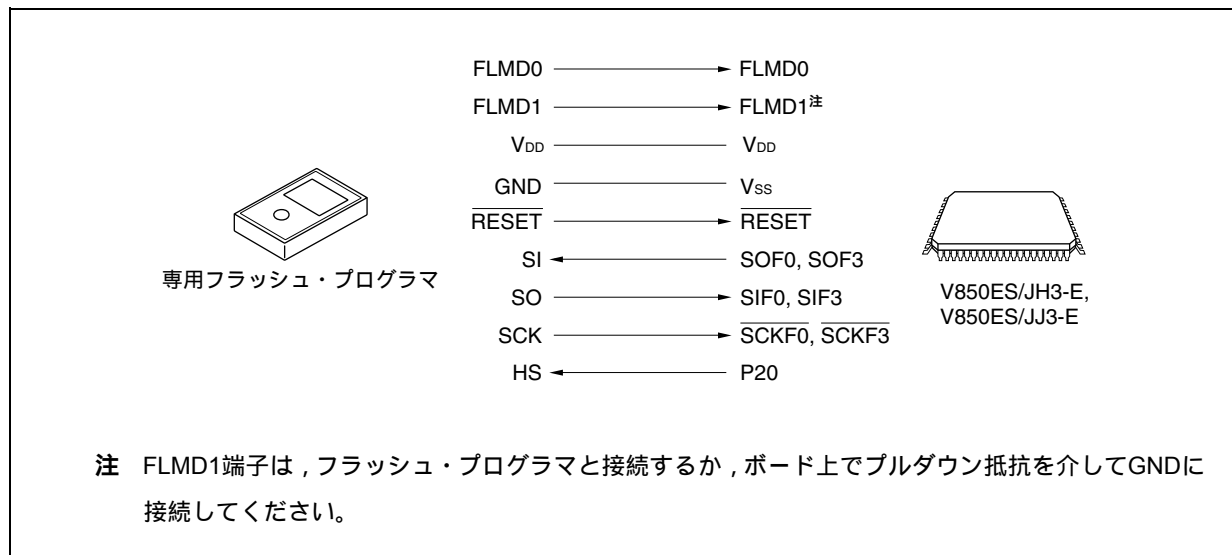 FLMD0 FLMD0
FLMD1 FLMD1注
VDD VDD
GND VSS
RESET RESET
SI SOF0, SOF3
SO SIF0, SIF3
SCK SCKF0, SCKF3
HS P20
専用フラッシュ・プログラマ
V850ES/JH3-E,
V850ES/JJ3-E
注 FLMD1端子は，フラッシュ・プログラマと接続するか，ボード上でプルダウン抵抗を介してGNDに
接続してください。